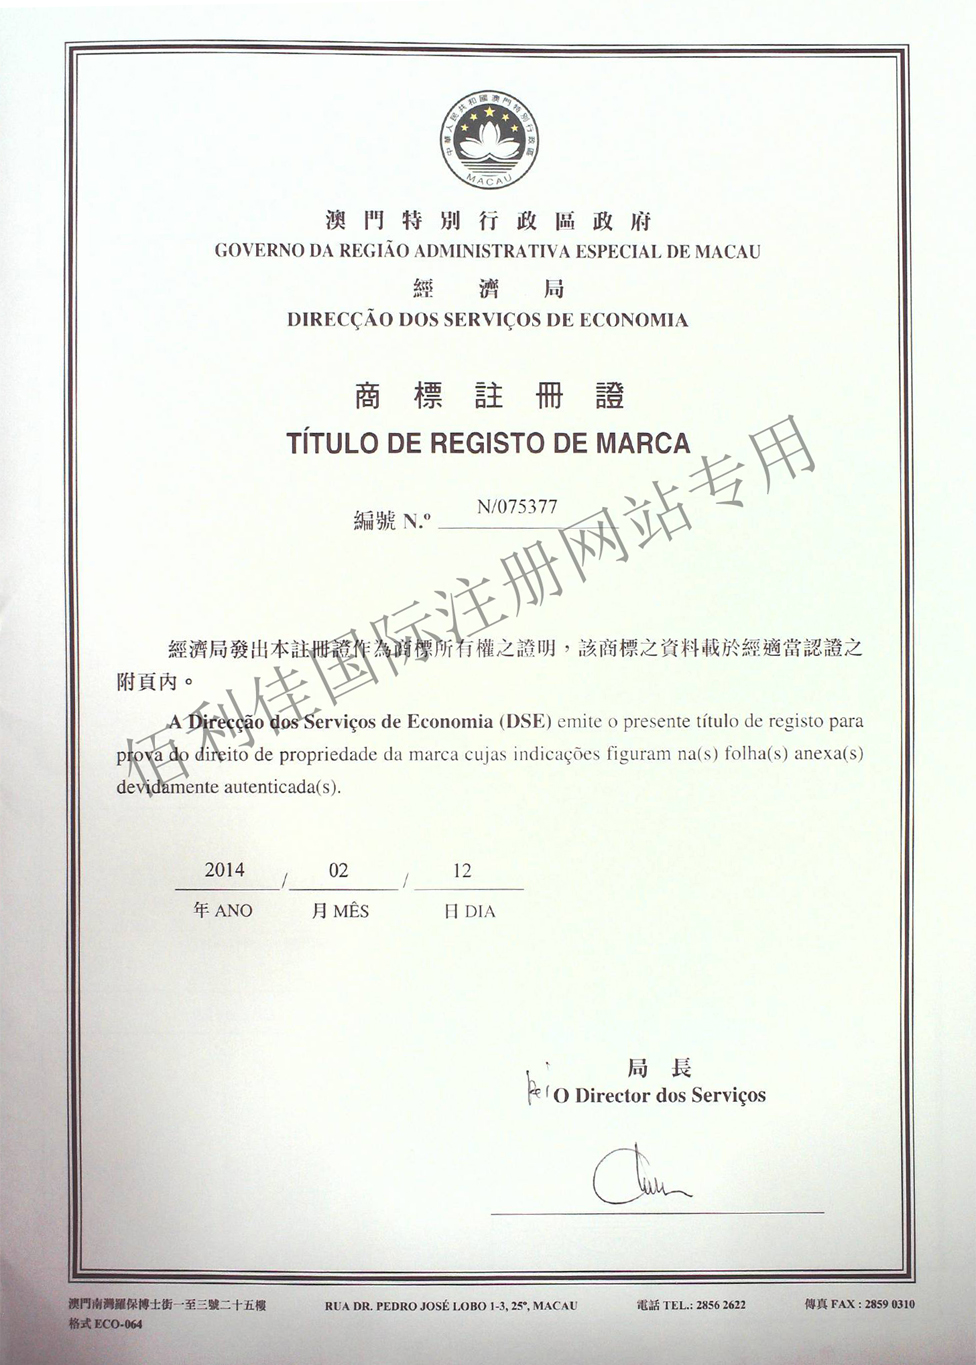 中華人民共和國澳門特別行政區
MACAU
澳門特別行政區政府
GOVERNO DA REGIÃO ADMINISTRATIVA ESPECIAL DE MACAU
經濟局
DIRECÇÃO DOS SERVIÇOS DE ECONOMIA
商標註冊證
TÍTULO DE REGISTO DE MARCA
編號 N.º N/075377
經濟局發出本註冊證作為商標所有權之證明，該商標之資料載於經適當認證之
附頁內。
A Direcção dos Serviços de Economia (DSE) emite o presente título de registo para
prova do direito de propriedade da marca cujas indicações figuram na(s) folha(s) anexa(s)
devidamente autenticada(s).
佰利佳国际注册网站专用
2014 / 02 / 12
年 ANO 月 MÊS 日 DIA
局長
O Director dos Serviços
澳門南灣羅保博士街一至三號二十五樓 RUA DR. PEDRO JOSÉ LOBO 1-3, 25º, MACAU 電話 TEL.: 2856 2622 傳真 FAX : 2859 0310
格式 ECO-064